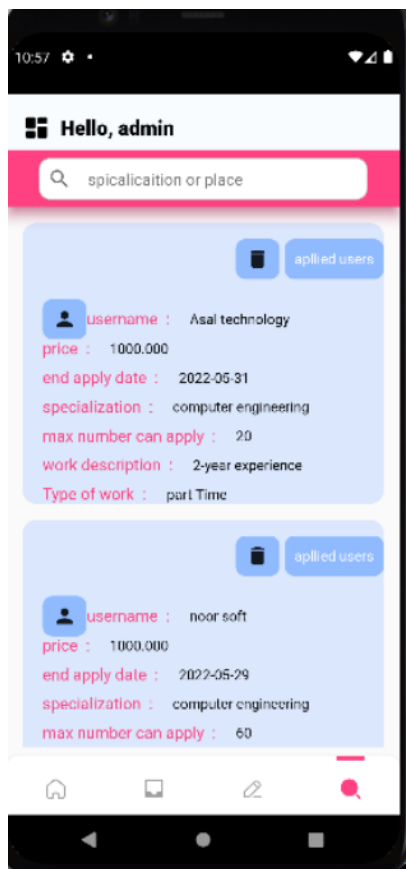 10:57
Hello, admin
spicalicaition or place
apllied users
username : Asal technology
price : 1000.000
end apply date : 2022-05-31
specialization : computer engineering
max number can apply : 20
work description : 2-year experience
Type of work : part Time
apllied users
username : noor soft
price : 1000.000
end apply date : 2022-05-29
specialization : computer engineering
max number can apply : 60